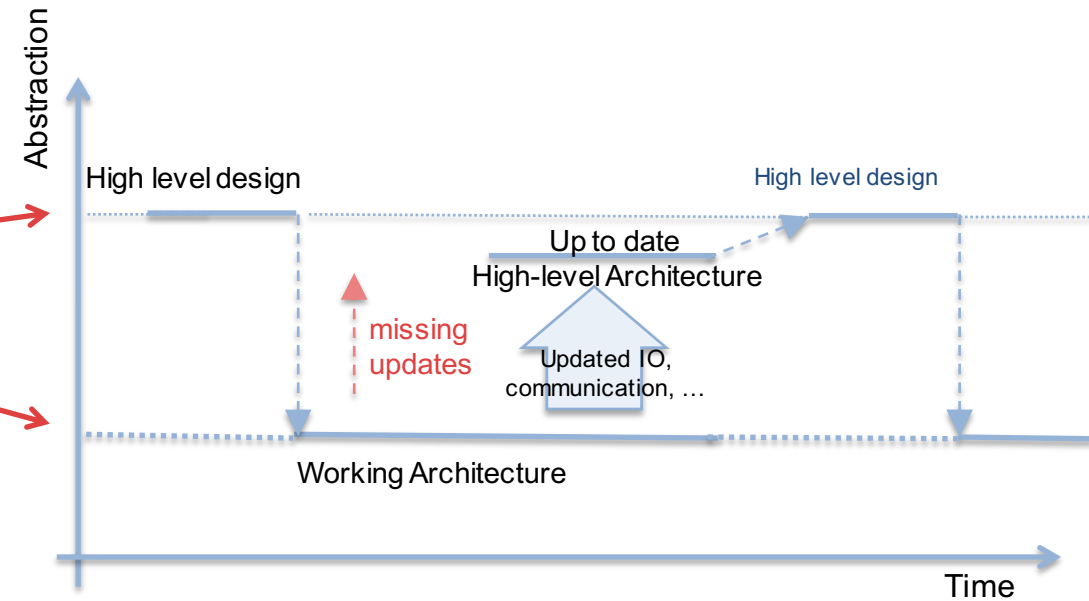 Abstraction
High level design
High level design
Up to date
High-level Architecture
missing
updates
Updated IO,
communication, …
Working Architecture
Time